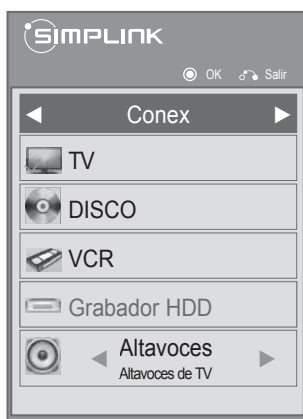 SIMPLINK
OK Salir
Conex
TV
DISCO
VCR
Grabador HDD
Altavoces
Altavoces de TV